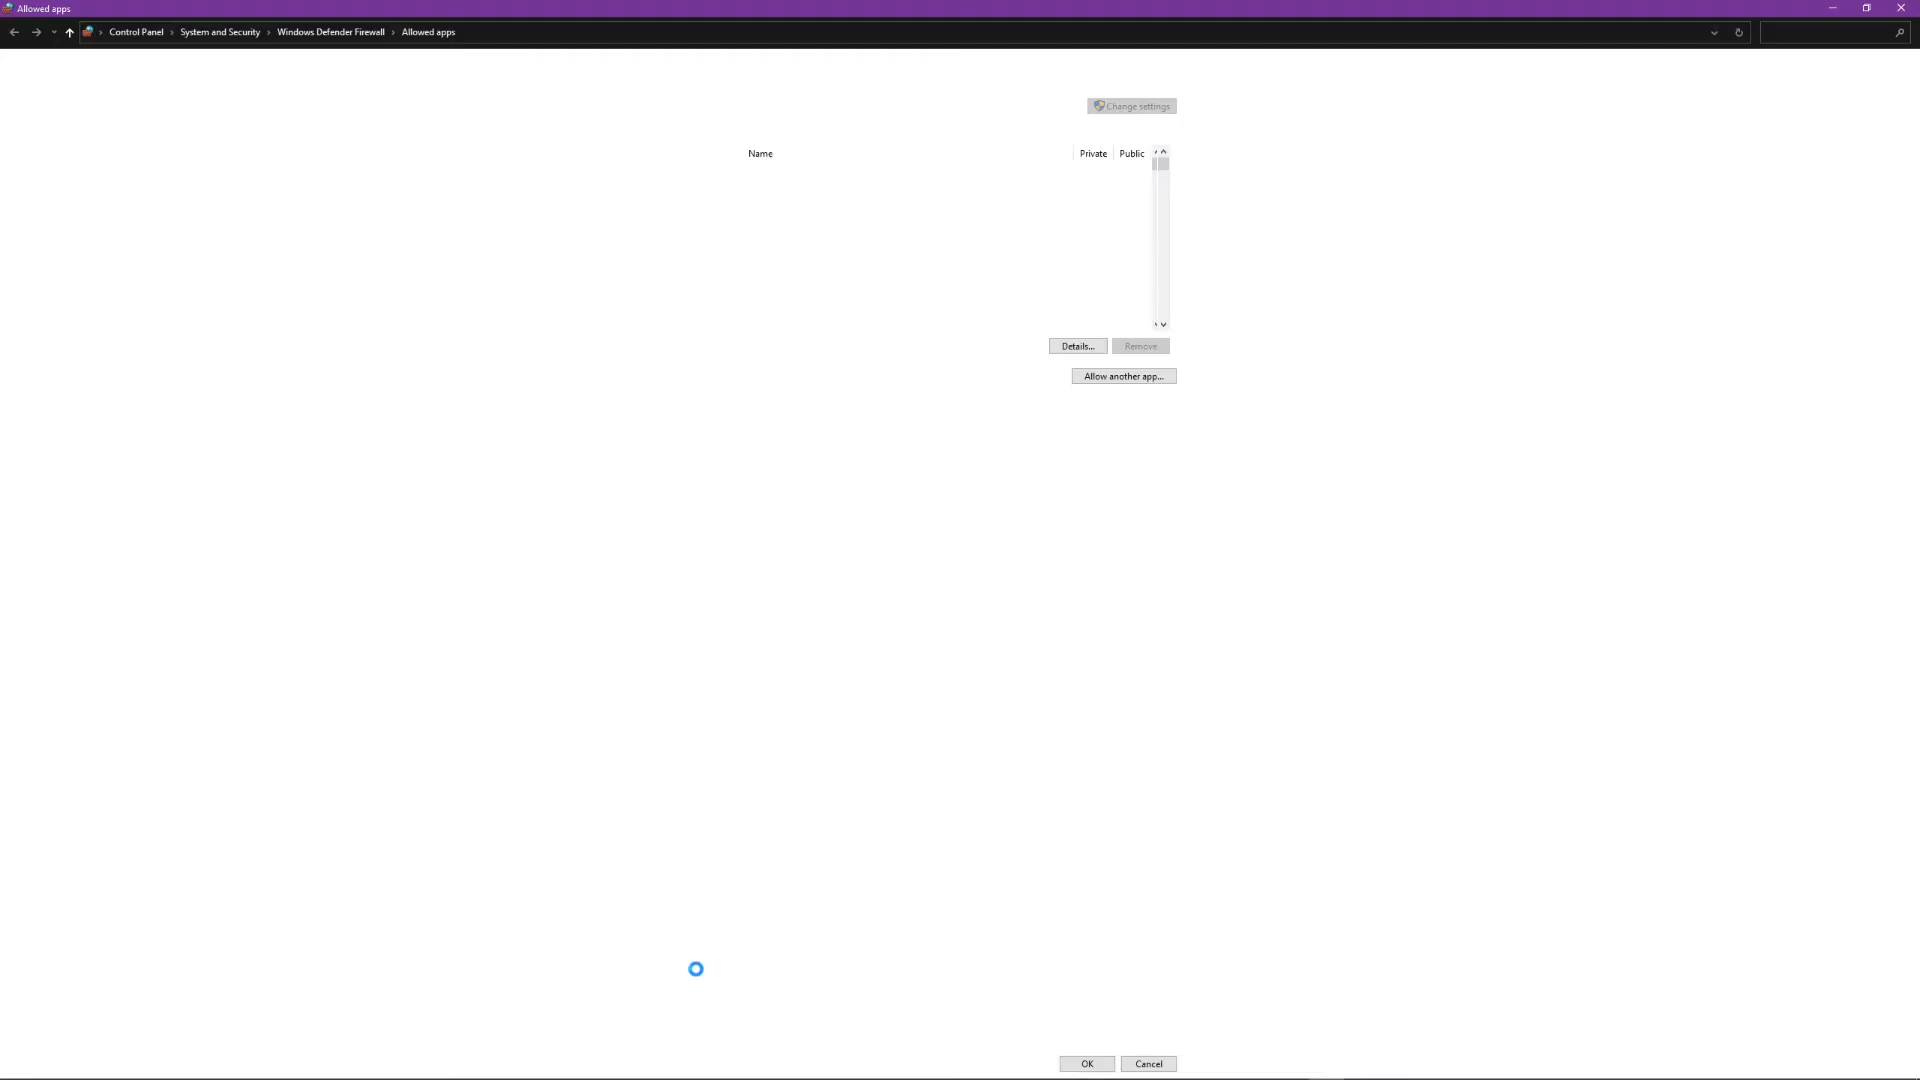 Allowed apps
Control Panel System and Security Windows Defender Firewall Allowed apps
Change settings
Name Private Public
Details... Remove
Allow another app...
OK Cancel